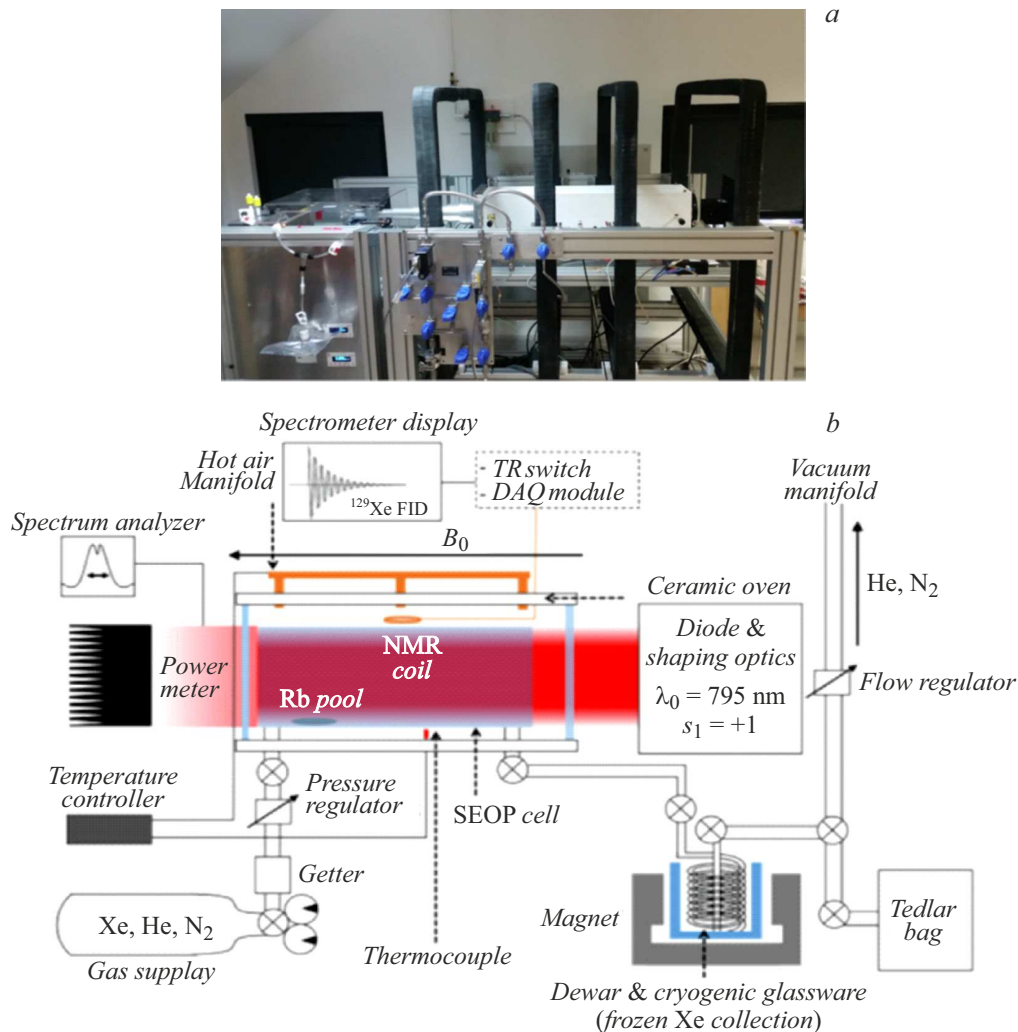 a
b
Spectrometer display
Hot air
Manifold
129Xe FID
- TR switch
- DAQ module
Vacuum
manifold
Spectrum analyzer
B0
He, N2
Ceramic oven
Diode &
shaping optics
λ0 = 795 nm
s1 = +1
Power
meter
NMR
coil
Rb pool
Flow regulator
Temperature
controller
Pressure
regulator
SEOP cell
Getter
Xe, He, N2
Gas supplay
Thermocouple
Magnet
Tedlar
bag
Dewar & cryogenic glassware
(frozen Xe collection)